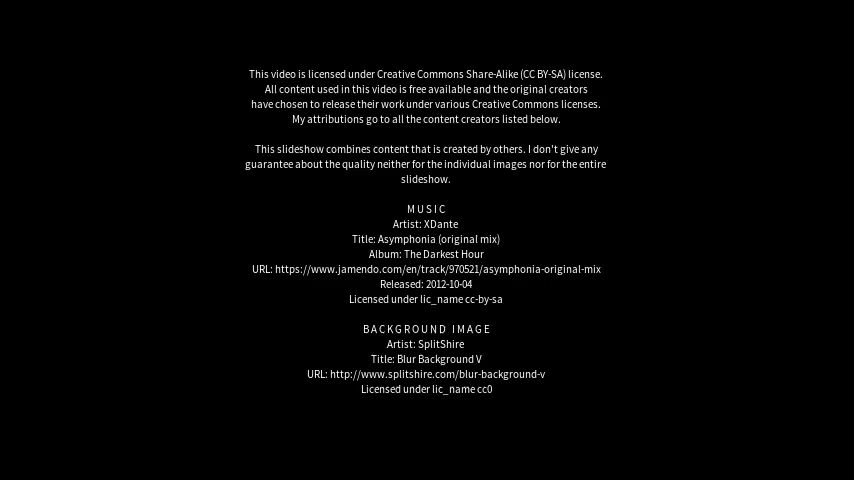 This video is licensed under Creative Commons Share-Alike (CC BY-SA) license.
All content used in this video is free available and the original creators
have chosen to release their work under various Creative Commons licenses.
My attributions go to all the content creators listed below.
This slideshow combines content that is created by others. I don't give any
guarantee about the quality neither for the individual images nor for the entire
slideshow.
MUSIC
Artist: XDante
Title: Asymphonia (original mix)
Album: The Darkest Hour
URL: https://www.jamendo.com/en/track/970521/asymphonia-original-mix
Released: 2012-10-04
Licensed under lic_name cc-by-sa
BACKGROUND IMAGE
Artist: SplitShire
Title: Blur Background V
URL: http://www.splitshire.com/blur-background-v
Licensed under lic_name cc0